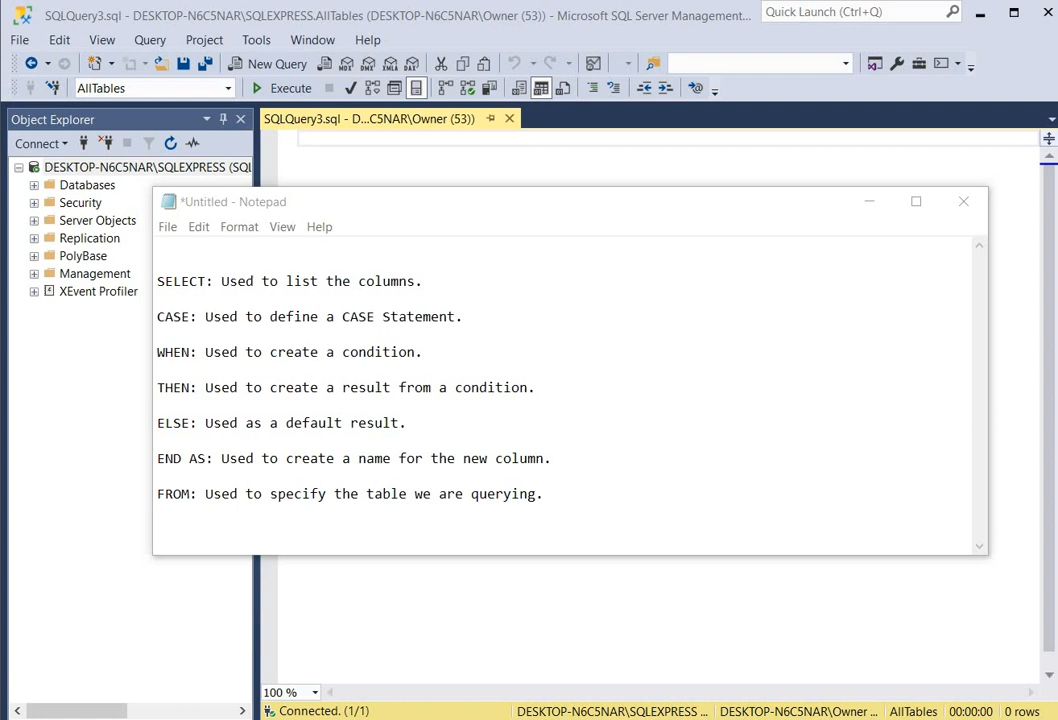 SQLQuery3.sql - DESKTOP-N6C5NAR\SQLEXPRESS.AllTables (DESKTOP-N6C5NAR\Owner (53)) - Microsoft SQL Server Management...
Quick Launch (Ctrl+Q)
File Edit View Query Project Tools Window Help
New Query
MDX DMX XMLA DAX
AllTables
Execute
Object Explorer
SQLQuery3.sql - D...C5NAR\Owner (53))
Connect
DESKTOP-N6C5NAR\SQLEXPRESS (SQL
Databases
Security
Server Objects
Replication
PolyBase
Management
XEvent Profiler
*Untitled - Notepad
File Edit Format View Help
SELECT: Used to list the columns.
CASE: Used to define a CASE Statement.
WHEN: Used to create a condition.
THEN: Used to create a result from a condition.
ELSE: Used as a default result.
END AS: Used to create a name for the new column.
FROM: Used to specify the table we are querying.
100 %
Connected. (1/1)
DESKTOP-N6C5NAR\SQLEXPRESS ...
DESKTOP-N6C5NAR\Owner ...
AllTables
00:00:00
0 rows